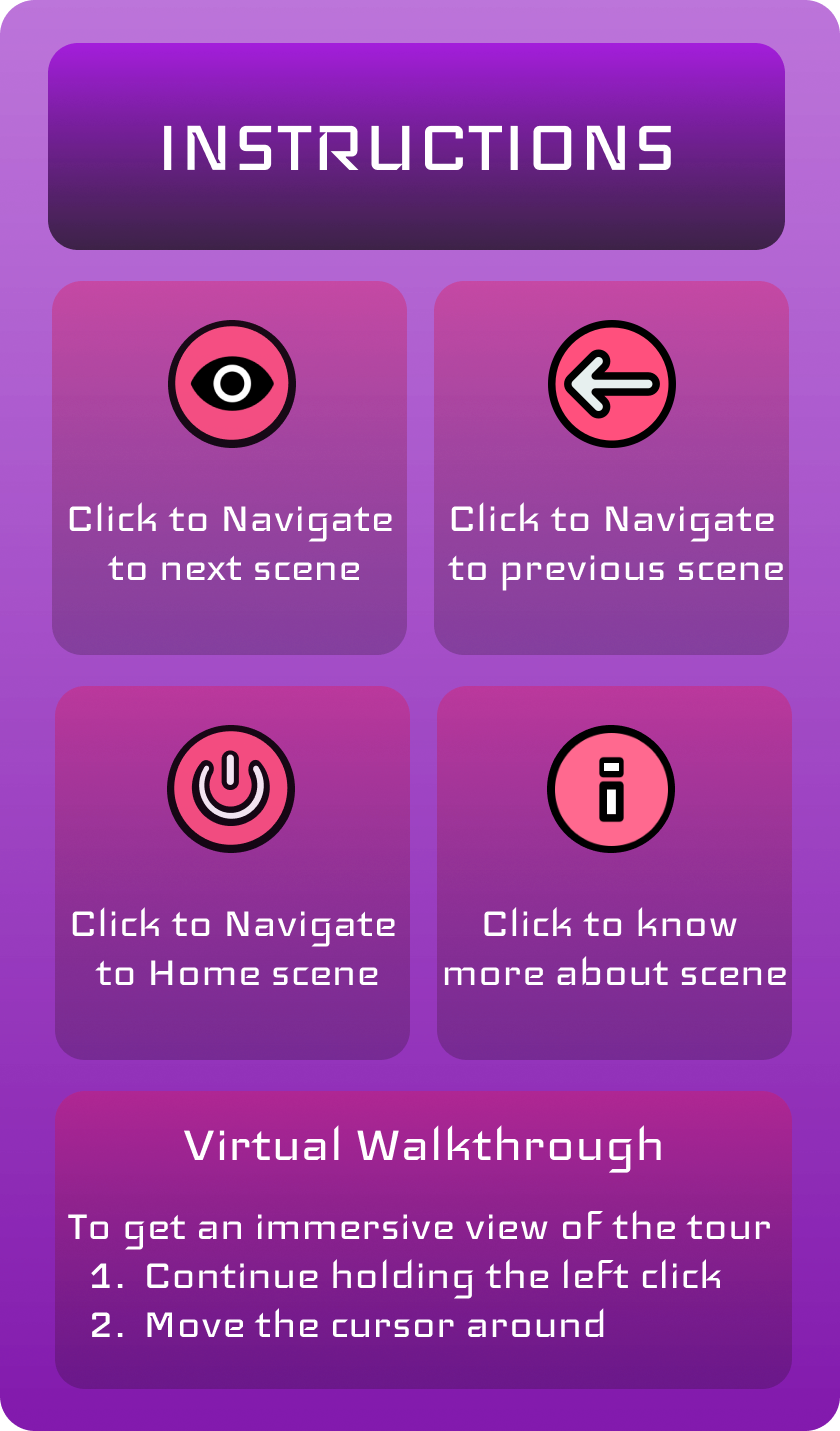 INSTRUCTIONS
Click to Navigate
to next scene
Click to Navigate
to previous scene
Click to Navigate
to Home scene
Click to know
more about scene
Virtual Walkthrough
To get an immersive view of the tour
1. Continue holding the left click
2. Move the cursor around